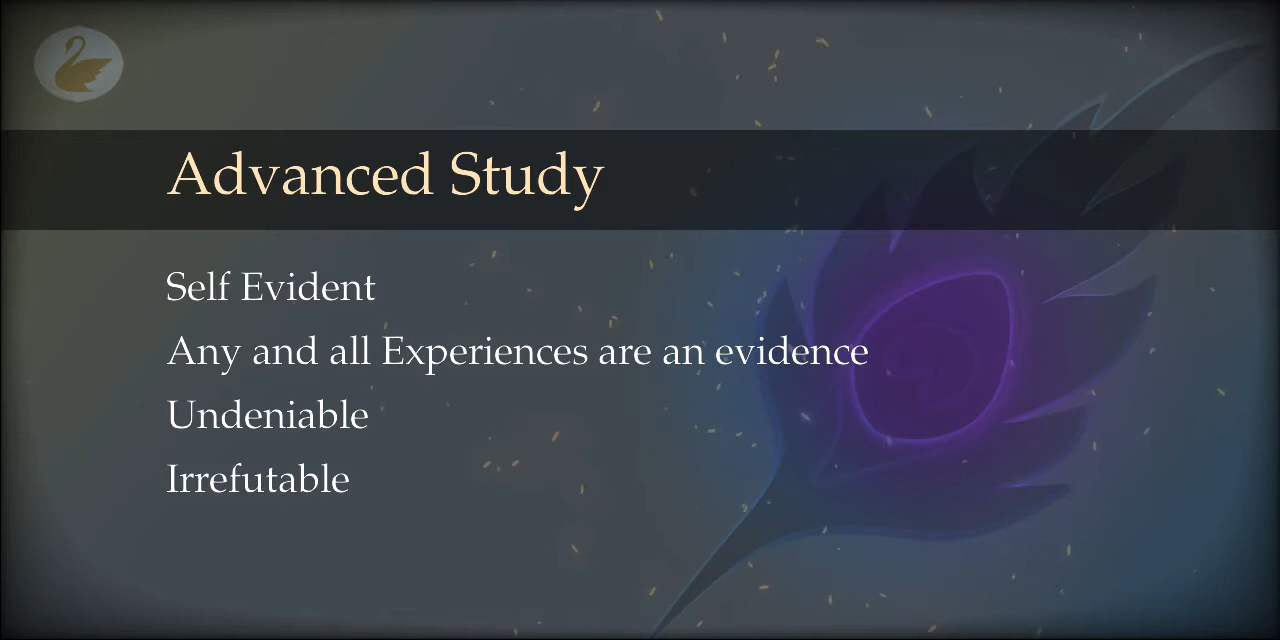 Advanced Study
Self Evident
Any and all Experiences are an evidence
Undeniable
Irrefutable